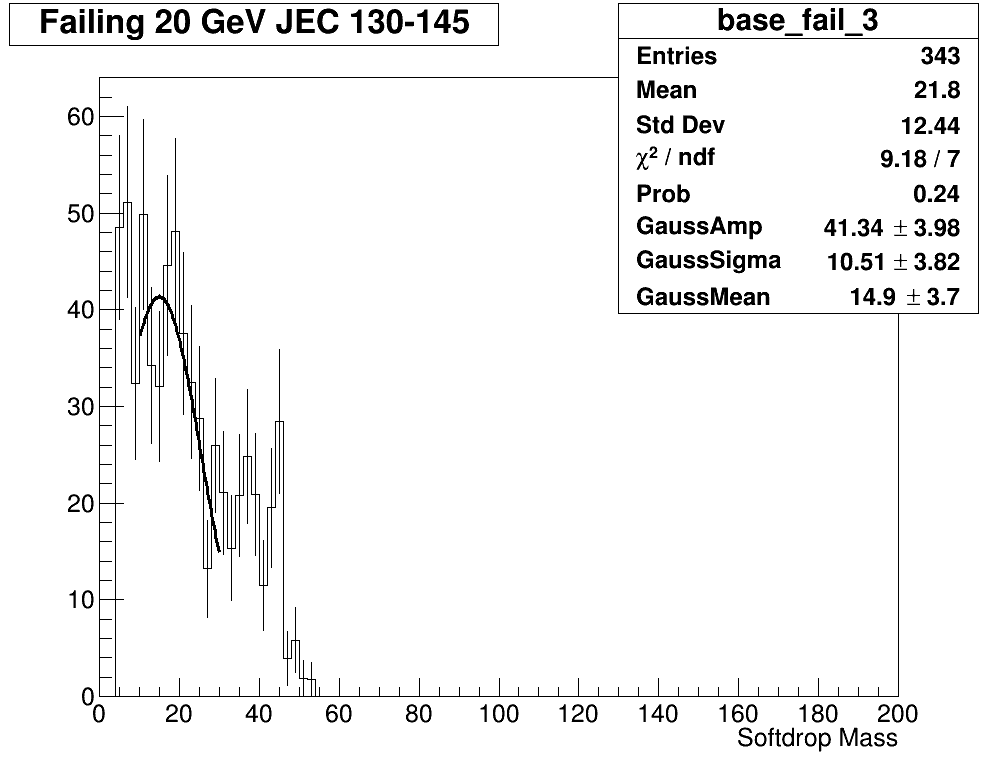 Failing 20 GeV JEC 130-145
base_fail_3
Entries 343
Mean 21.8
Std Dev 12.44
χ² / ndf 9.18 / 7
Prob 0.24
GaussAmp 41.34 ± 3.98
GaussSigma 10.51 ± 3.82
GaussMean 14.9 ± 3.7
60
50
40
30
20
10
0
0 20 40 60 80 100 120 140 160 180 200
Softdrop Mass